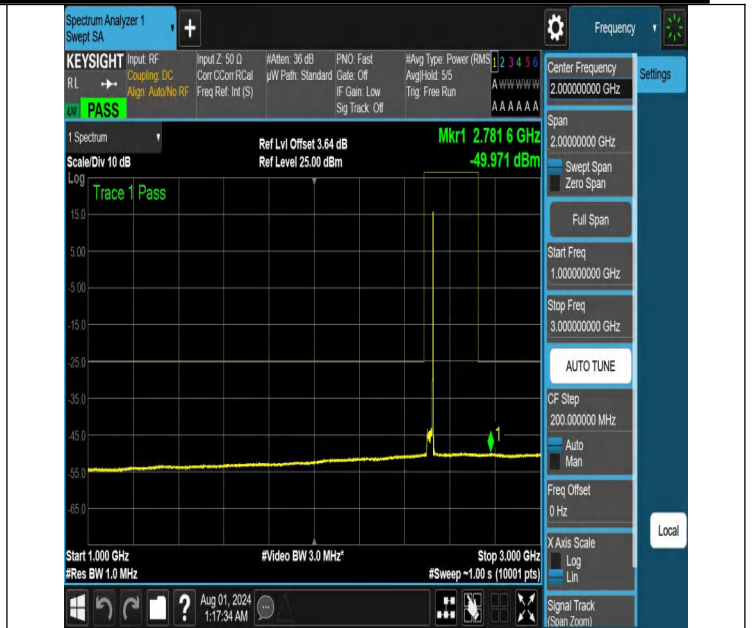 Spectrum Analyzer 1
Swept SA
+
Frequency
KEYSIGHT
RL
LXI
PASS
Input: RF
Coupling: DC
Align: Auto/No RF
Input Z: 50 Ω
Corr CCorr RCal
Freq Ref: Int (S)
#Atten: 36 dB
µW Path: Standard
PNO: Fast
Gate: Off
IF Gain: Low
Sig Track: Off
#Avg Type: Power (RMS
Avg|Hold: 5/5
Trig: Free Run
1 2 3 4 5 6
A W W W W W
A A A A A A
1 Spectrum
Scale/Div 10 dB
Ref Lvl Offset 3.64 dB
Ref Level 25.00 dBm
Mkr1 2.781 6 GHz
-49.971 dBm
Log
Trace 1 Pass
15.0
5.00
-5.00
-15.0
-25.0
-35.0
-45.0
-55.0
-65.0
1
Start 1.000 GHz
#Res BW 1.0 MHz
#Video BW 3.0 MHz*
Stop 3.000 GHz
#Sweep ~1.00 s (10001 pts)
Aug 01, 2024
1:17:34 AM
Center Frequency
2.000000000 GHz
Span
2.00000000 GHz
Swept Span
Zero Span
Full Span
Start Freq
1.000000000 GHz
Stop Freq
3.000000000 GHz
AUTO TUNE
CF Step
200.000000 MHz
Auto
Man
Freq Offset
0 Hz
X Axis Scale
Log
Lin
Signal Track
(Span Zoom)
Settings
Local